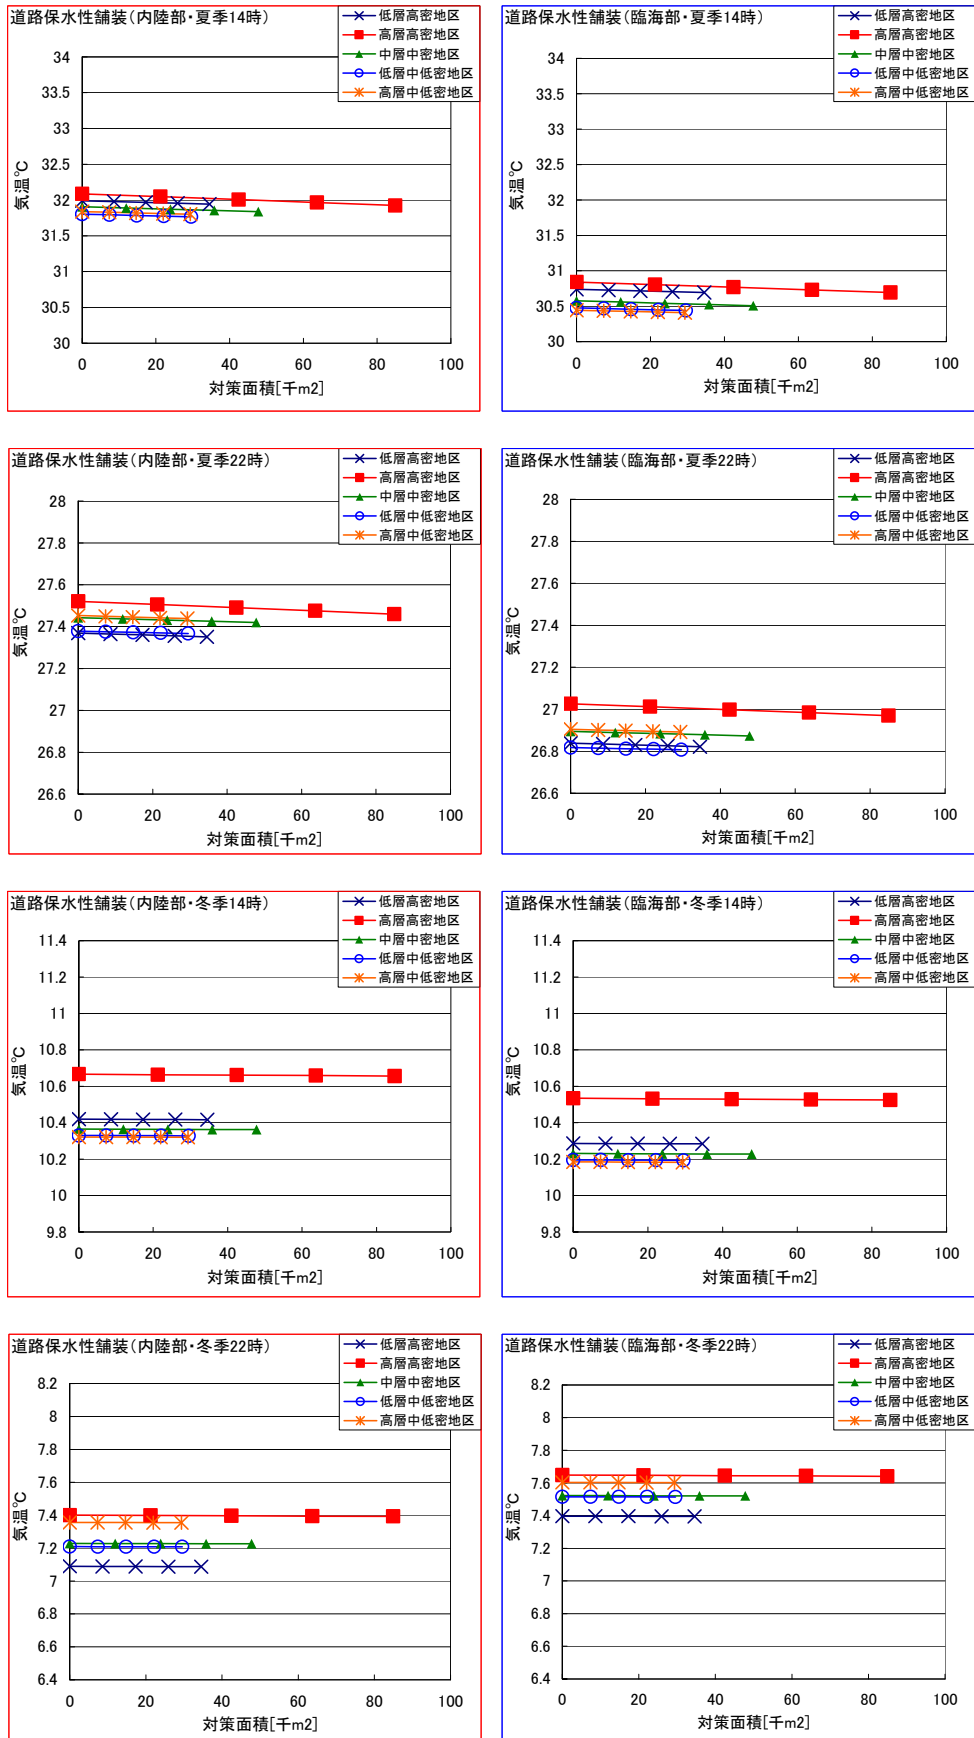 道路保水性舗装(内陸部・夏季14時)
低層高密地区
高層高密地区
中層中密地区
低層中低密地区
高層中低密地区
34
33.5
33
32.5
32
31.5
31
30.5
30
気温℃
0 20 40 60 80 100
対策面積[千m2]
道路保水性舗装(臨海部・夏季14時)
低層高密地区
高層高密地区
中層中密地区
低層中低密地区
高層中低密地区
34
33.5
33
32.5
32
31.5
31
30.5
30
気温℃
0 20 40 60 80 100
対策面積[千m2]
道路保水性舗装(内陸部・夏季22時)
低層高密地区
高層高密地区
中層中密地区
低層中低密地区
高層中低密地区
28
27.8
27.6
27.4
27.2
27
26.8
26.6
気温℃
0 20 40 60 80 100
対策面積[千m2]
道路保水性舗装(臨海部・夏季22時)
低層高密地区
高層高密地区
中層中密地区
低層中低密地区
高層中低密地区
28
27.8
27.6
27.4
27.2
27
26.8
26.6
気温℃
0 20 40 60 80 100
対策面積[千m2]
道路保水性舗装(内陸部・冬季14時)
低層高密地区
高層高密地区
中層中密地区
低層中低密地区
高層中低密地区
11.4
11.2
11
10.8
10.6
10.4
10.2
10
9.8
気温℃
0 20 40 60 80 100
対策面積[千m2]
道路保水性舗装(臨海部・冬季14時)
低層高密地区
高層高密地区
中層中密地区
低層中低密地区
高層中低密地区
11.4
11.2
11
10.8
10.6
10.4
10.2
10
9.8
気温℃
0 20 40 60 80 100
対策面積[千m2]
道路保水性舗装(内陸部・冬季22時)
低層高密地区
高層高密地区
中層中密地区
低層中低密地区
高層中低密地区
8.2
8
7.8
7.6
7.4
7.2
7
6.8
6.6
6.4
気温℃
0 20 40 60 80 100
対策面積[千m2]
道路保水性舗装(臨海部・冬季22時)
低層高密地区
高層高密地区
中層中密地区
低層中低密地区
高層中低密地区
8.2
8
7.8
7.6
7.4
7.2
7
6.8
6.6
6.4
気温℃
0 20 40 60 80 100
対策面積[千m2]